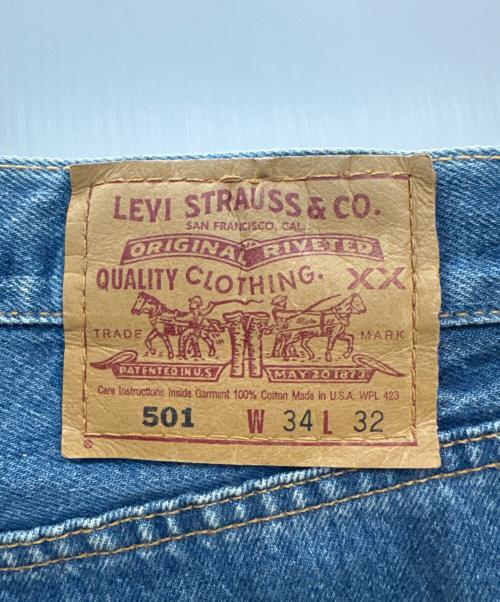 LEVI STRAUSS & CO.
SAN FRANCISCO, CAL.
ORIGINAL RIVETED
QUALITY CLOTHING. XX
TRADE MARK
PATENTED IN U.S. MAY 20 1873
Care Instructions Inside Garment 100% Cotton Made in U.S.A. WPL 423
501 W 34 L 32
®